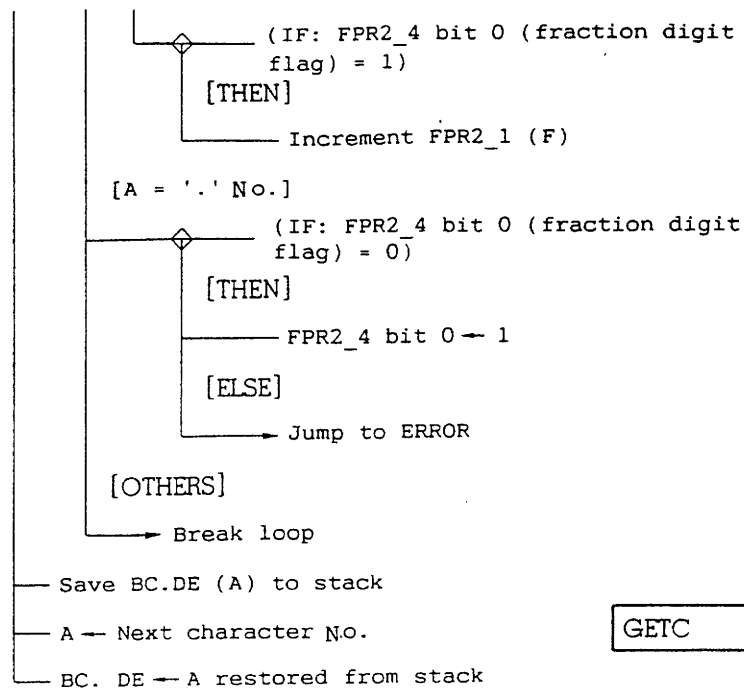 (IF: FPR2_4 bit 0 (fraction digit
flag) = 1)
[THEN]
Increment FPR2_1 (F)
[A = '.' No.]
(IF: FPR2_4 bit 0 (fraction digit
flag) = 0)
[THEN]
FPR2_4 bit 0 ← 1
[ELSE]
Jump to ERROR
[OTHERS]
Break loop
Save BC.DE (A) to stack
A ← Next character No.
GETC
BC. DE ← A restored from stack